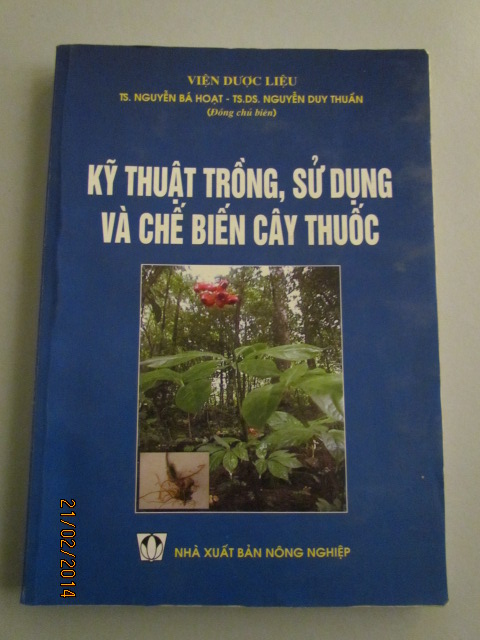 VIỆN DƯỢC LIỆU
TS. NGUYỄN BÁ HOẠT - TS.DS. NGUYỄN DUY THUẦN
(Đồng chủ biên)
KỸ THUẬT TRỒNG, SỬ DỤNG
VÀ CHẾ BIẾN CÂY THUỐC
NHÀ XUẤT BẢN NÔNG NGHIỆP
21/02/2014